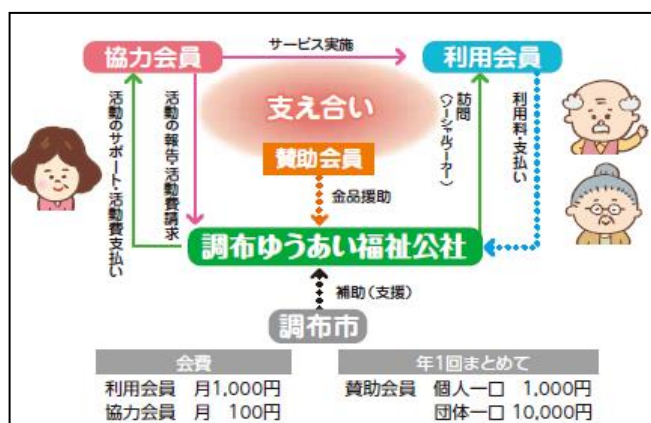 協力会員
サービス実施
利用会員
支え合い
賛助会員
活動のサポート・活動費支払い
活動の報告・活動費請求
訪問
(ソーシャルワーカー)
利用料・支払い
金品援助
調布ゆうあい福祉公社
補助(支援)
調布市
会費
利用会員 月1,000円
協力会員 月 100円
年1回まとめて
賛助会員 個人一口 1,000円
団体一口 10,000円